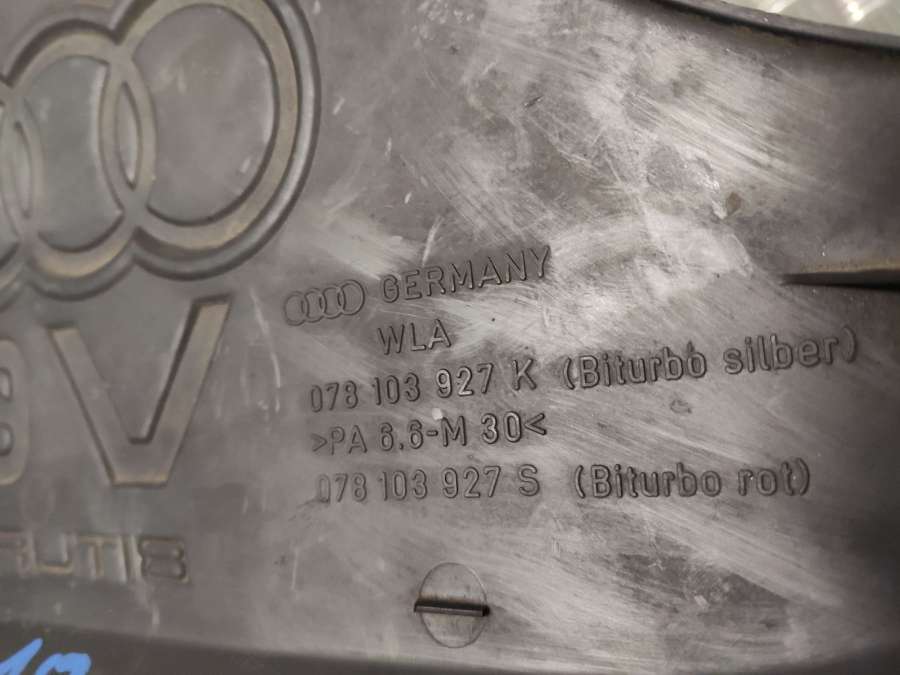 GERMANY
WLA
078 103 927 K (Biturbo silber)
>PA 6.6-M 30<
078 103 927 S (Biturbo rot)